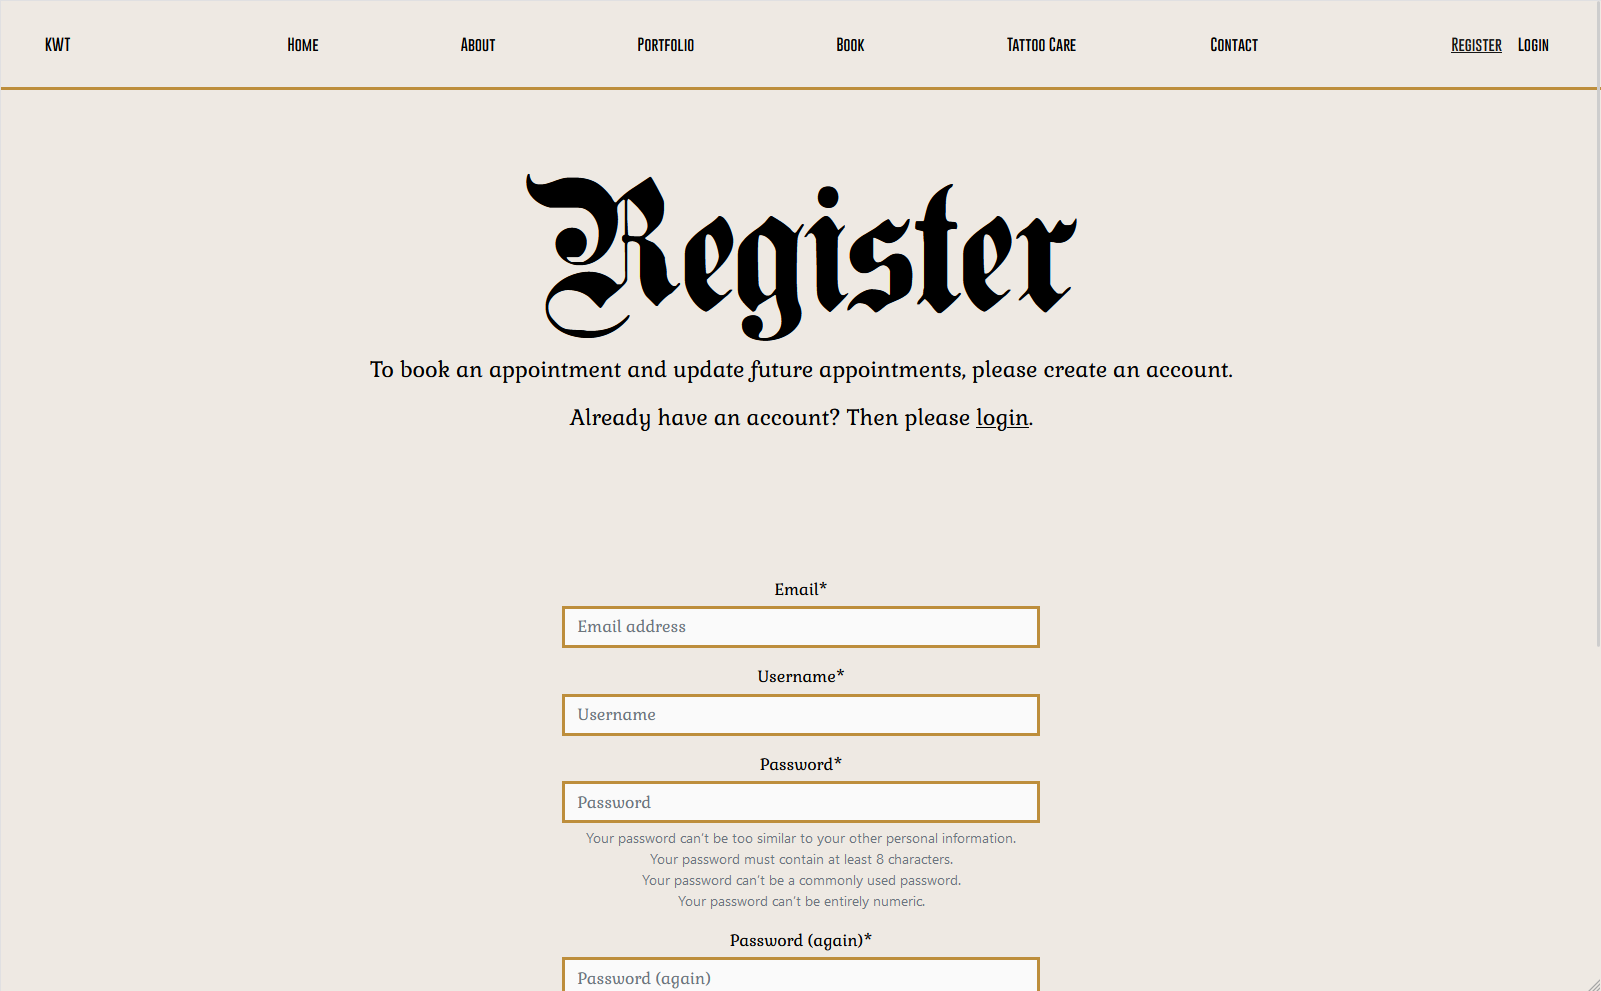 KWT
Home
About
Portfolio
Book
Tattoo Care
Contact
Register
Login
Register
To book an appointment and update future appointments, please create an account.
Already have an account? Then please login.
Email*
Email address
Username*
Username
Password*
Password
Your password can't be too similar to your other personal information.
Your password must contain at least 8 characters.
Your password can't be a commonly used password.
Your password can't be entirely numeric.
Password (again)*
Password (again)